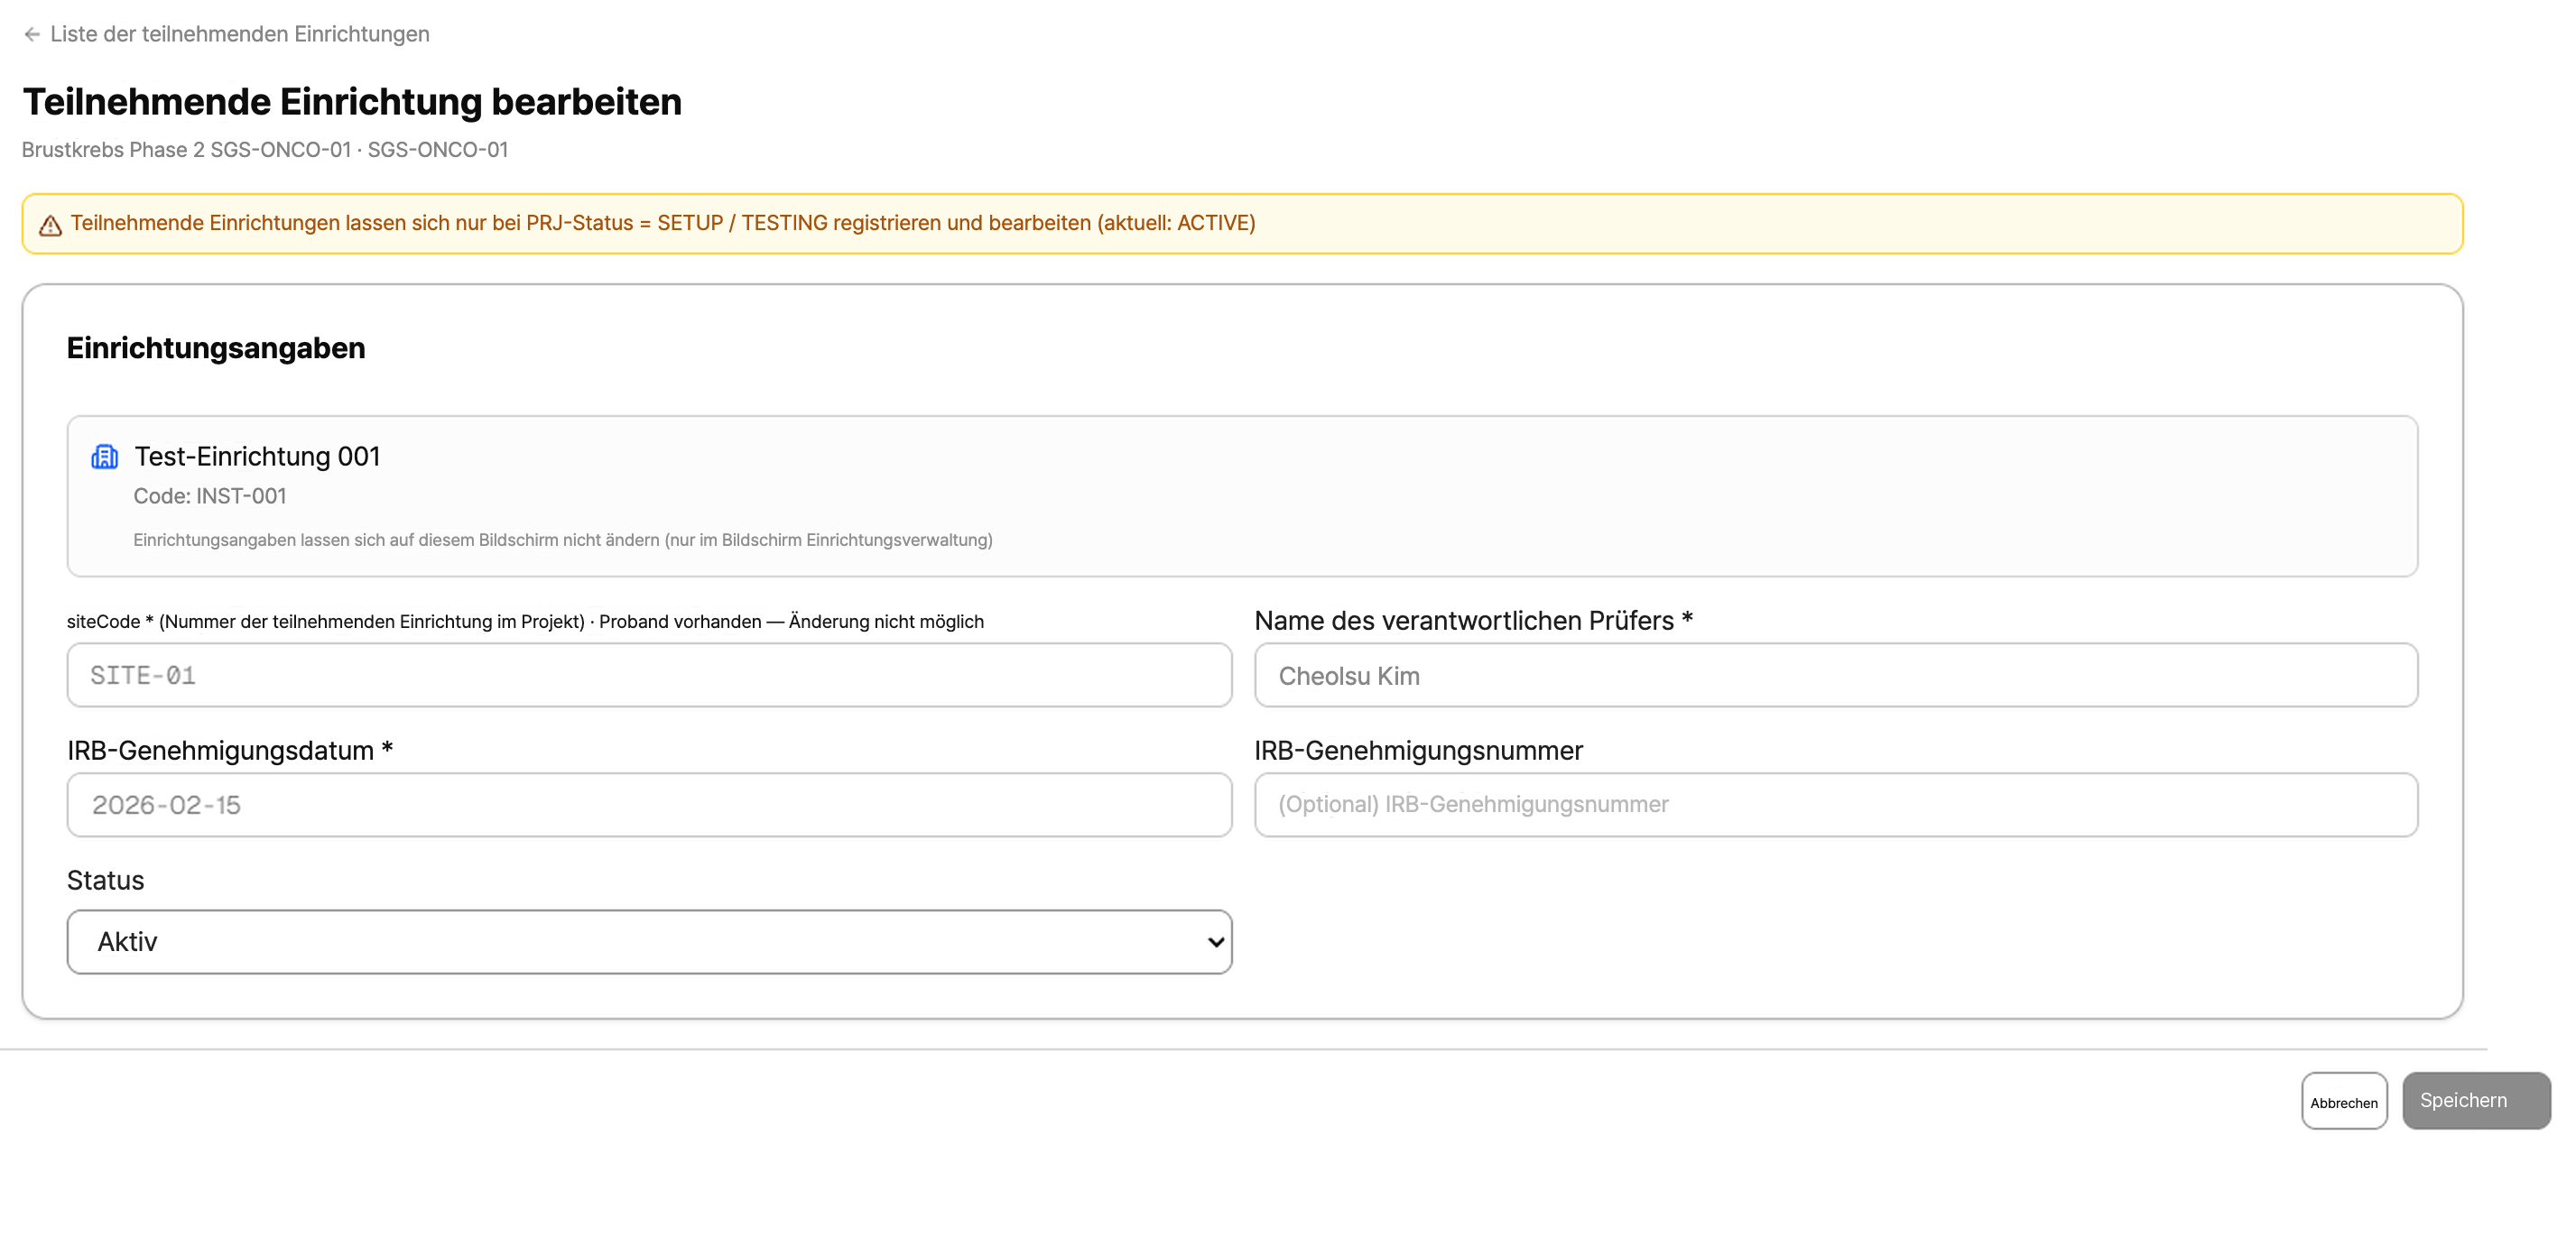 ← Liste der teilnehmenden Einrichtungen
Teilnehmende Einrichtung bearbeiten
Brustkrebs Phase 2 SGS-ONCO-01 · SGS-ONCO-01
Teilnehmende Einrichtungen lassen sich nur bei PRJ-Status = SETUP / TESTING registrieren und bearbeiten (aktuell: ACTIVE)
Einrichtungsangaben
Test-Einrichtung 001
Code: INST-001
Einrichtungsangaben lassen sich auf diesem Bildschirm nicht ändern (nur im Bildschirm Einrichtungsverwaltung)
siteCode * (Nummer der teilnehmenden Einrichtung im Projekt) · Proband vorhanden — Änderung nicht möglich
SITE-01
Name des verantwortlichen Prüfers *
Cheolsu Kim
IRB-Genehmigungsdatum *
2026-02-15
IRB-Genehmigungsnummer
(Optional) IRB-Genehmigungsnummer
Status
Aktiv
Abbrechen
Speichern